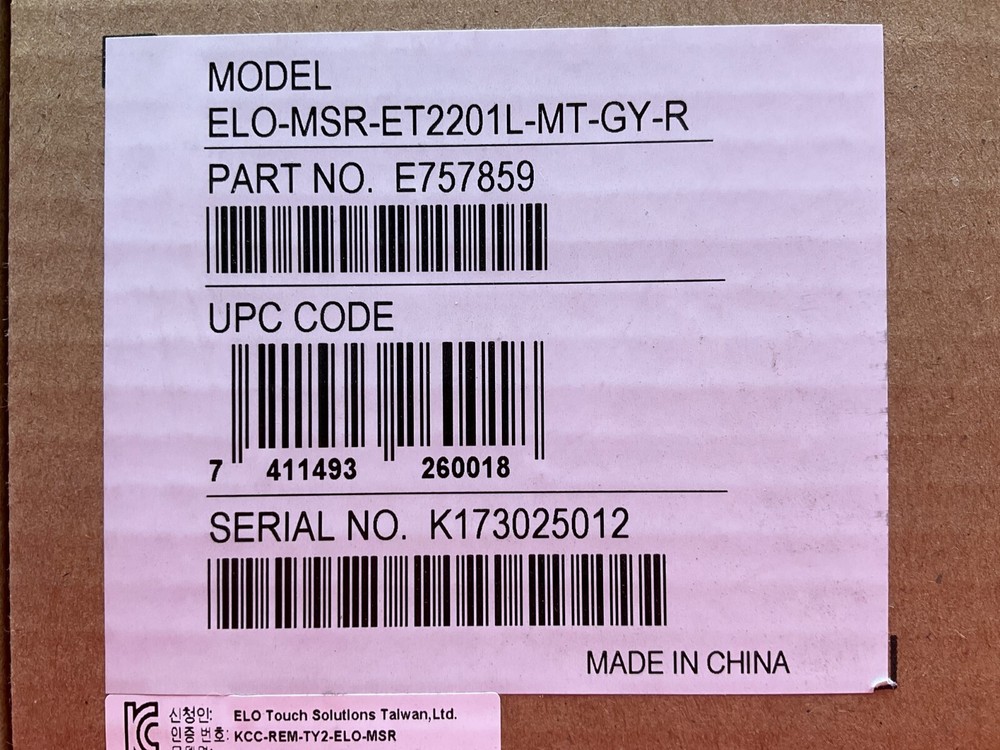 MODEL
ELO-MSR-ET2201L-MT-GY-R
PART NO. E757859
UPC CODE
7 411493 260018
SERIAL NO. K173025012
MADE IN CHINA
신청인: ELO Touch Solutions Taiwan,Ltd.
인증 번호: KCC-REM-TY2-ELO-MSR